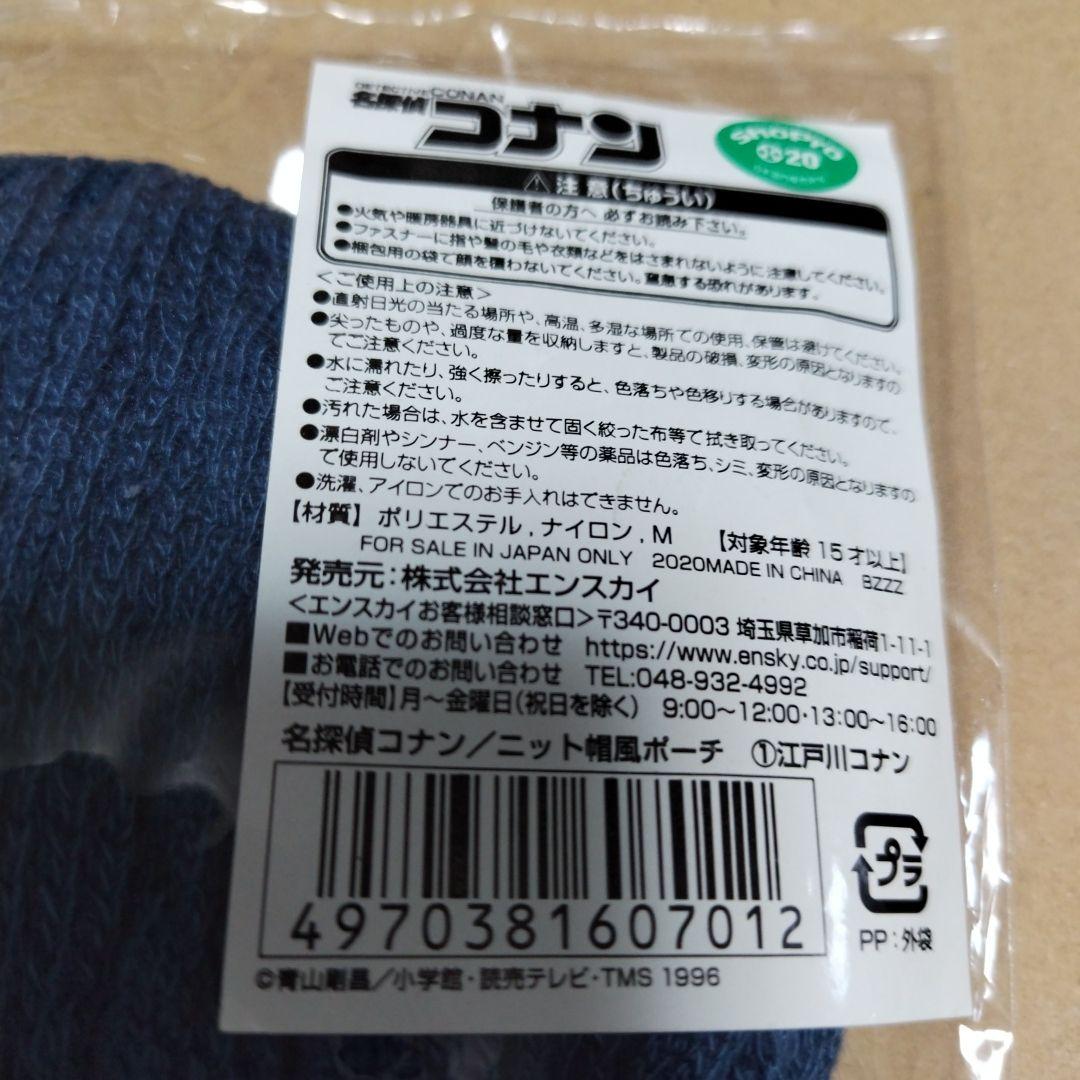 DETECTIVE CONAN
名探偵コナン
ShoPro
20
⚠注意(ちゅうい)
保護者の方へ 必ずお読み下さい。
●火気や暖房器具に近づけないでください。
●ファスナーに指や髪の毛や衣類などをはさまれないように注意してください。
●梱包用の袋で顔を覆わないでください。窒息する恐れがあります。
＜ご使用上の注意＞
●直射日光の当たる場所や、高温、多湿な場所での使用、保管は避けてください。
●尖ったものや、過度な量を収納しますと、製品の破損、変形の原因となりますの
でご注意ください。
●水に濡れたり、強く擦ったりすると、色落ちや色移りする場合がありますので、
ご注意ください。
●汚れた場合は、水を含ませて固く絞った布等で拭き取ってください。
●漂白剤やシンナー、ベンジン等の薬品は色落ち、シミ、変形の原因となりますの
で使用しないでください。
●洗濯、アイロンでのお手入れはできません。
【材質】 ポリエステル , ナイロン , M 【対象年齢 15才以上】
FOR SALE IN JAPAN ONLY 2020MADE IN CHINA BZZZ
発売元：株式会社エンスカイ
＜エンスカイお客様相談窓口＞〒340-0003 埼玉県草加市稲荷1-11-1
■Webでのお問い合わせ https://www.ensky.co.jp/support/
■お電話でのお問い合わせ TEL:048-932-4992
【受付時間】月～金曜日(祝日を除く) 9:00～12:00・13:00～16:00
名探偵コナン／ニット帽風ポーチ ①江戸川コナン
4970381607012
プラ
PP：外袋
©青山剛昌／小学館・読売テレビ・TMS 1996